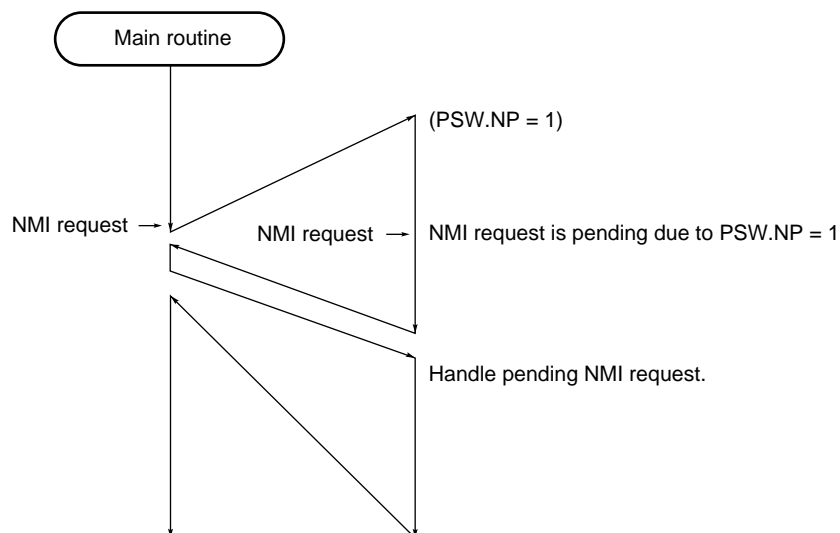 Main routine
(PSW.NP = 1)
NMI request
NMI request
NMI request is pending due to PSW.NP = 1
Handle pending NMI request.